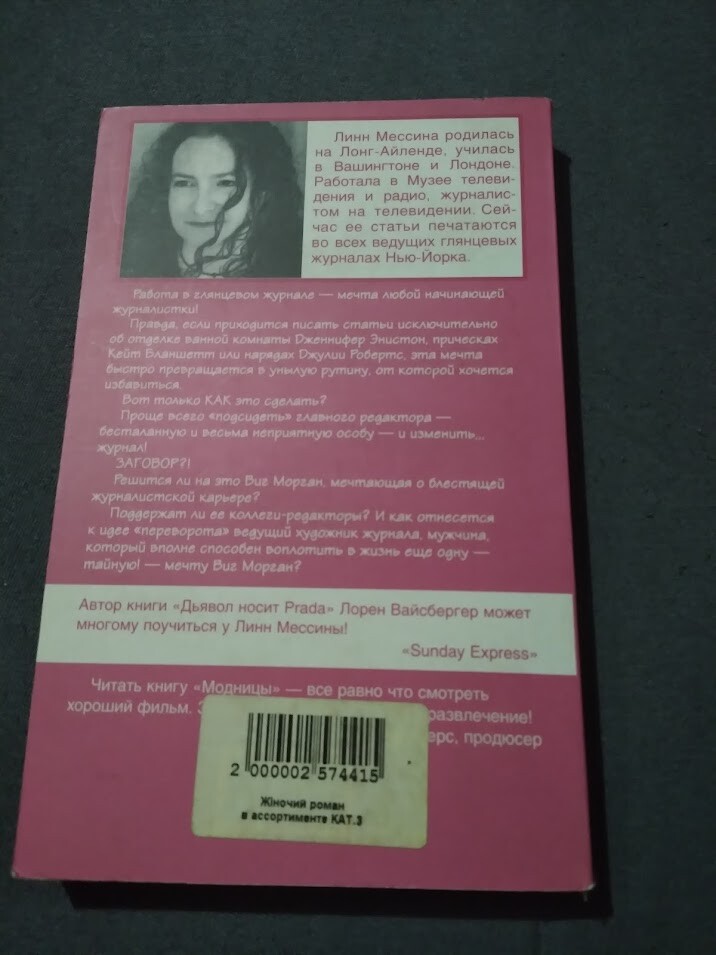 Линн Мессина родилась
на Лонг-Айленде, училась
в Вашингтоне и Лондоне.
Работала в Музее телеви-
дения и радио, журналис-
том на телевидении. Сей-
час ее статьи печатаются
во всех ведущих глянцевых
журналах Нью-Йорка.
Работа в глянцевом журнале — мечта любой начинающей
журналистки!
Правда, если приходится писать статьи исключительно
об отделке ванной комнаты Дженнифер Энистон, прическах
Кейт Бланшетт или нарядах Джулии Робертс, эта мечта
быстро превращается в унылую рутину, от которой хочется
избавиться.
Вот только КАК это сделать?
Проще всего «подсидеть» главного редактора —
бесталанную и весьма неприятную особу — и изменить...
журнал!
ЗАГОВОР?!
Решится ли на это Виг Морган, мечтающая о блестящей
журналистской карьере?
Поддержат ли ее коллеги-редакторы? И как отнесется
к идее «переворота» ведущий художник журнала, мужчина,
который вполне способен воплотить в жизнь еще одну —
тайную! — мечту Виг Морган?
Автор книги «Дьявол носит Prada» Лорен Вайсбергер может
многому поучиться у Линн Мессины!
«Sunday Express»
Читать книгу «Модницы» — все равно что смотреть
хороший фильм. развлечение!
ерс, продюсер
2 000002 574415
Жіночий роман
в ассортименте КАТ.3